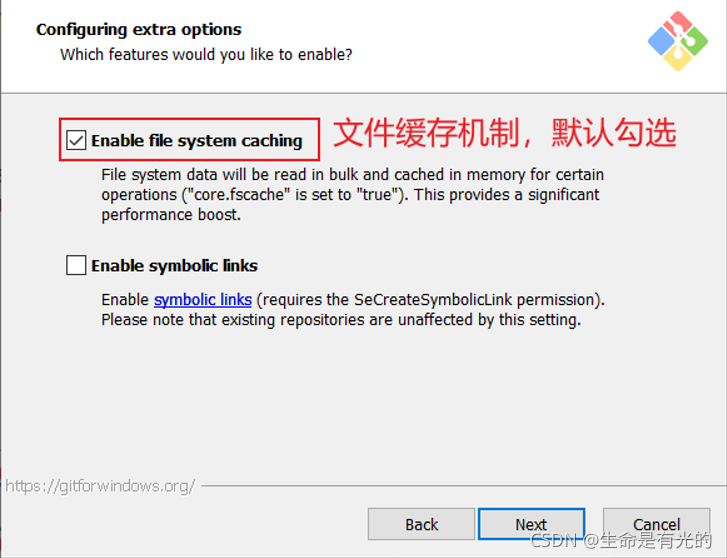 Configuring extra options
Which features would you like to enable?
Enable file system caching
文件缓存机制，默认勾选
File system data will be read in bulk and cached in memory for certain
operations ("core.fscache" is set to "true"). This provides a significant
performance boost.
Enable symbolic links
Enable symbolic links (requires the SeCreateSymbolicLink permission).
Please note that existing repositories are unaffected by this setting.
https://gitforwindows.org/
Back
Next
Cancel
CSDN @生命是有光的